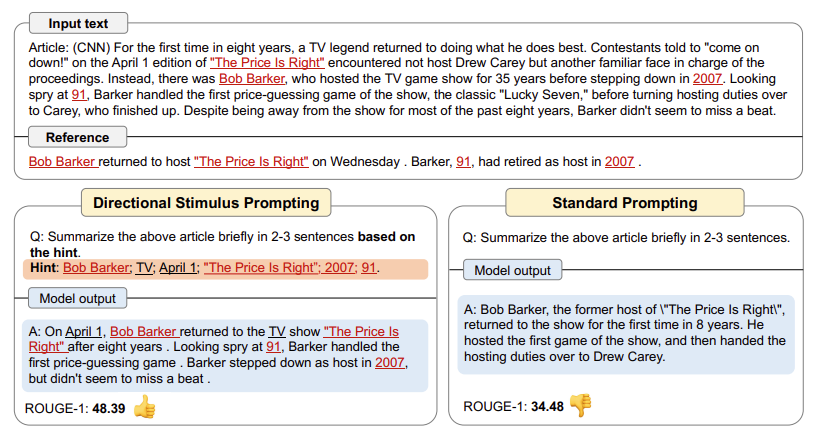 Input text
Article: (CNN) For the first time in eight years, a TV legend returned to doing what he does best. Contestants told to "come on
down!" on the April 1 edition of "The Price Is Right" encountered not host Drew Carey but another familiar face in charge of the
proceedings. Instead, there was Bob Barker, who hosted the TV game show for 35 years before stepping down in 2007. Looking
spry at 91, Barker handled the first price-guessing game of the show, the classic "Lucky Seven," before turning hosting duties over
to Carey, who finished up. Despite being away from the show for most of the past eight years, Barker didn't seem to miss a beat.
Reference
Bob Barker returned to host "The Price Is Right" on Wednesday . Barker, 91, had retired as host in 2007 .
Directional Stimulus Prompting
Q: Summarize the above article briefly in 2-3 sentences based on
the hint.
Hint: Bob Barker; TV; April 1; "The Price Is Right"; 2007; 91.
Model output
A: On April 1, Bob Barker returned to the TV show "The Price Is
Right" after eight years . Looking spry at 91, Barker handled the
first price-guessing game . Barker stepped down as host in 2007,
but didn't seem to miss a beat .
ROUGE-1: 48.39
Standard Prompting
Q: Summarize the above article briefly in 2-3 sentences.
Model output
A: Bob Barker, the former host of \"The Price Is Right\",
returned to the show for the first time in 8 years. He
hosted the first game of the show, and then handed the
hosting duties over to Drew Carey.
ROUGE-1: 34.48